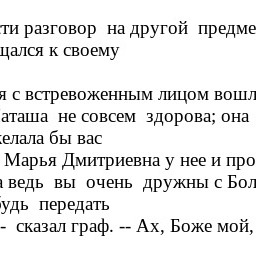 сти разговор на другой предме
щался к своему
я с встревоженным лицом вошл
аташа не совсем здорова; она
желала бы вас
Марья Дмитриевна у нее и про
а ведь вы очень дружны с Бол
будь передать
- сказал граф. -- Ах, Боже мой,